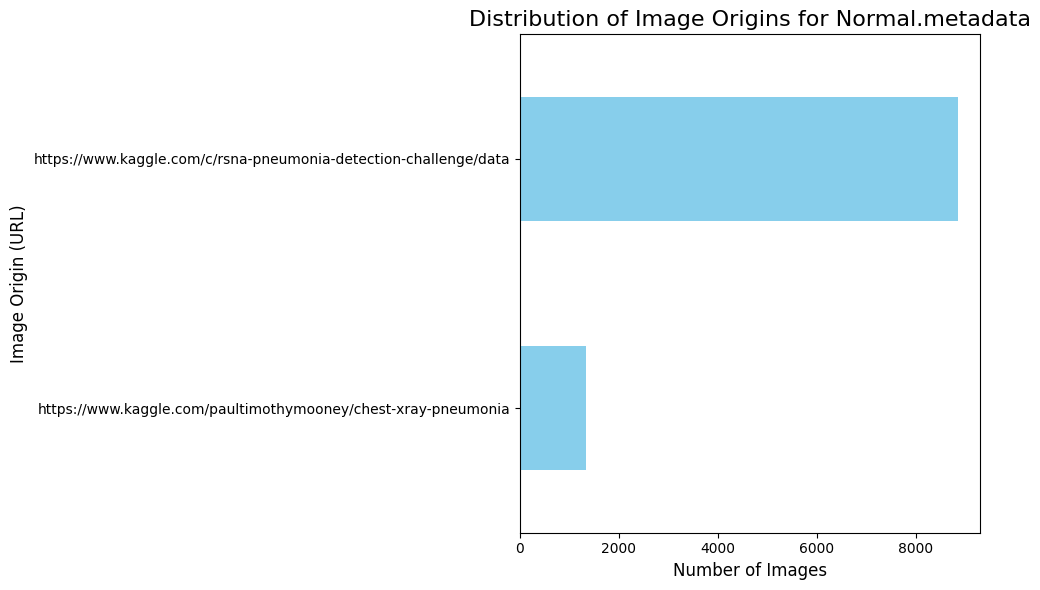 Distribution of Image Origins for Normal.metadata
https://www.kaggle.com/c/rsna-pneumonia-detection-challenge/data
Image Origin (URL)
https://www.kaggle.com/paultimothymooney/chest-xray-pneumonia
0 2000 4000 6000 8000
Number of Images